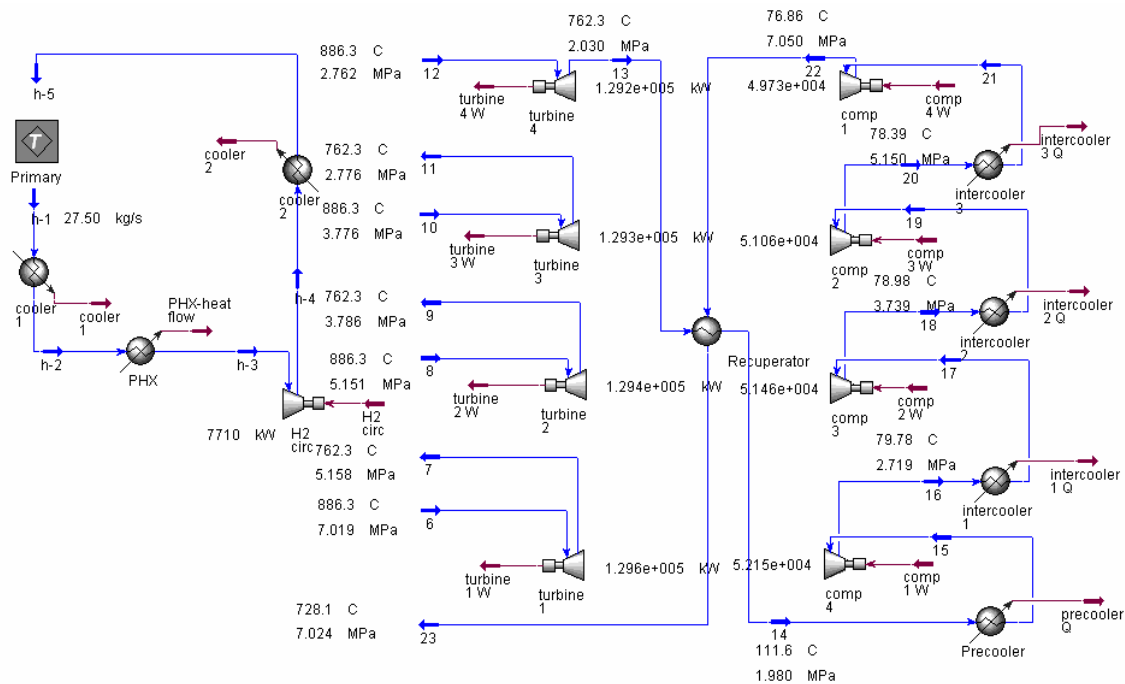 h-5
T
Primary
h-1
27.50 kg/s
cooler
1
cooler
1
h-2
PHX-heat
flow
PHX
h-3
h-4
cooler
2
cooler
2
7710 kW
H2
circ
H2
circ
886.3 C
2.762 MPa
12
762.3 C
2.030 MPa
13
turbine
4 W
turbine
4
1.292e+005 kW
762.3 C
2.776 MPa
11
886.3 C
3.776 MPa
10
turbine
3 W
turbine
3
1.293e+005 kW
762.3 C
3.786 MPa
9
886.3 C
5.151 MPa
8
turbine
2 W
turbine
2
1.294e+005 kW
762.3 C
5.158 MPa
7
886.3 C
7.019 MPa
6
turbine
1 W
turbine
1
1.296e+005 kW
728.1 C
7.024 MPa
23
Recuperator
76.86 C
7.050 MPa
22
21
4.973e+004
comp
1
comp
4 W
78.39 C
5.150 MPa
20
intercooler
3
intercooler
3 Q
19
5.106e+004
comp
2
comp
3 W
78.98 C
3.739 MPa
18
intercooler
2
intercooler
2 Q
17
5.146e+004
comp
3
comp
2 W
79.78 C
2.719 MPa
16
intercooler
1
intercooler
1 Q
15
5.215e+004
comp
4
comp
1 W
14
111.6 C
1.980 MPa
Precooler
precooler
Q